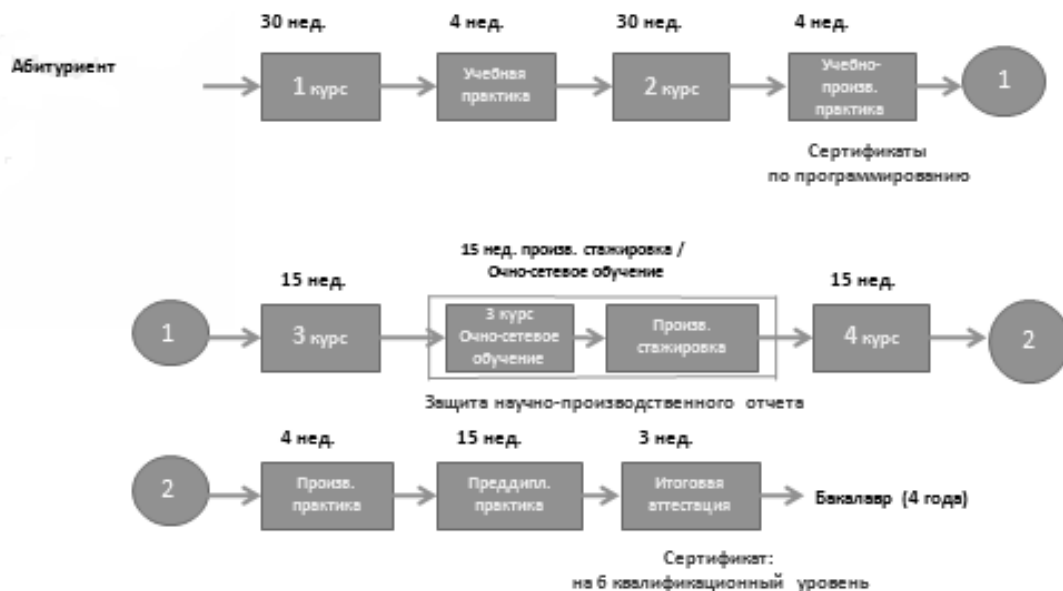 30 нед.
4 нед.
30 нед.
4 нед.
Абитуриент
1 курс
Учебная
практика
2 курс
Учебно-
произв.
практика
1
Сертификаты
по программированию
15 нед. произв. стажировка /
Очно-сетевое обучение
15 нед.
15 нед.
1
3 курс
3 курс
Очно-сетевое
обучение
Произв.
стажировка
4 курс
2
Защита научно-производственного отчета
4 нед.
15 нед.
3 нед.
2
Произв.
практика
Преддипл.
практика
Итоговая
аттестация
Бакалавр (4 года)
Сертификат:
на 6 квалификационный уровень